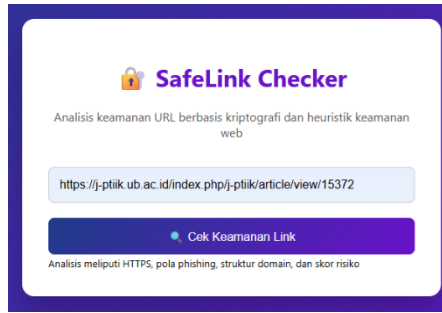 SafeLink Checker
Analisis keamanan URL berbasis kriptografi dan heuristik keamanan
web
https://j-ptiik.ub.ac.id/index.php/j-ptiik/article/view/15372
Cek Keamanan Link
Analisis meliputi HTTPS, pola phishing, struktur domain, dan skor risiko